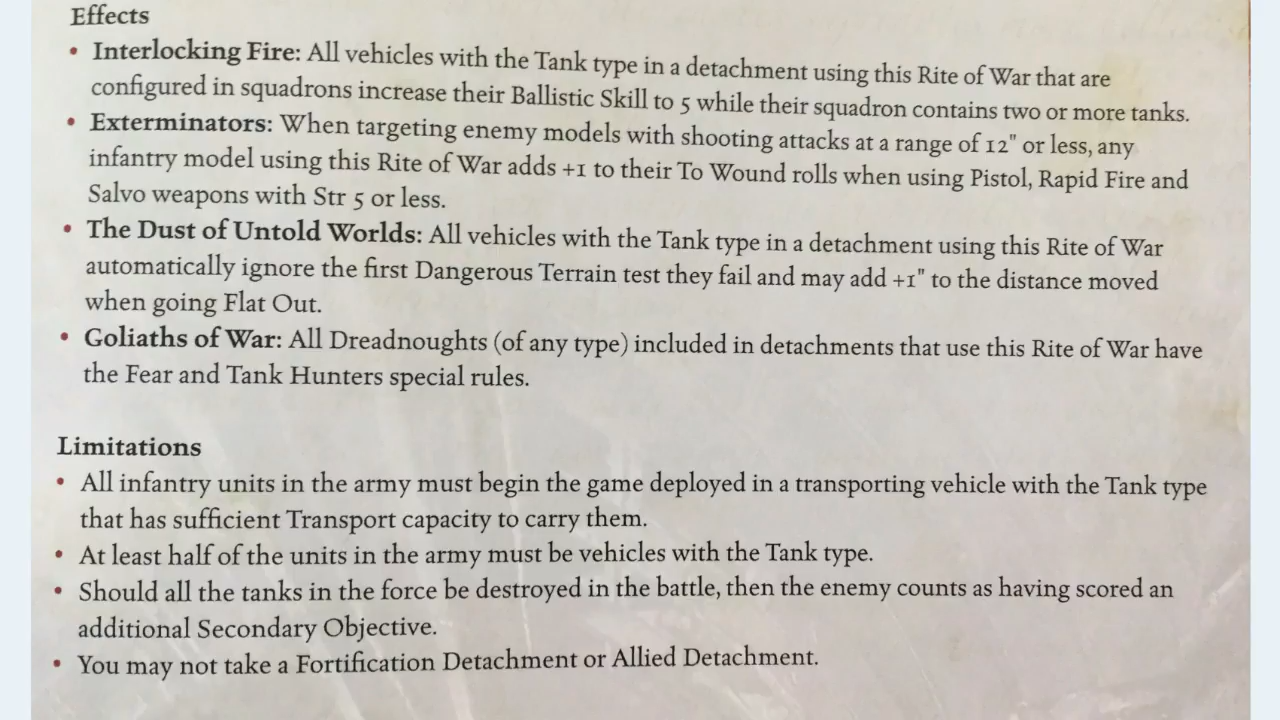 Effects
• Interlocking Fire: All vehicles with the Tank type in a detachment using this Rite of War that are
configured in squadrons increase their Ballistic Skill to 5 while their squadron contains two or more tanks.
• Exterminators: When targeting enemy models with shooting attacks at a range of 12" or less, any
infantry model using this Rite of War adds +1 to their To Wound rolls when using Pistol, Rapid Fire and
Salvo weapons with Str 5 or less.
• The Dust of Untold Worlds: All vehicles with the Tank type in a detachment using this Rite of War
automatically ignore the first Dangerous Terrain test they fail and may add +1" to the distance moved
when going Flat Out.
• Goliaths of War: All Dreadnoughts (of any type) included in detachments that use this Rite of War have
the Fear and Tank Hunters special rules.
Limitations
• All infantry units in the army must begin the game deployed in a transporting vehicle with the Tank type
that has sufficient Transport capacity to carry them.
• At least half of the units in the army must be vehicles with the Tank type.
• Should all the tanks in the force be destroyed in the battle, then the enemy counts as having scored an
additional Secondary Objective.
• You may not take a Fortification Detachment or Allied Detachment.